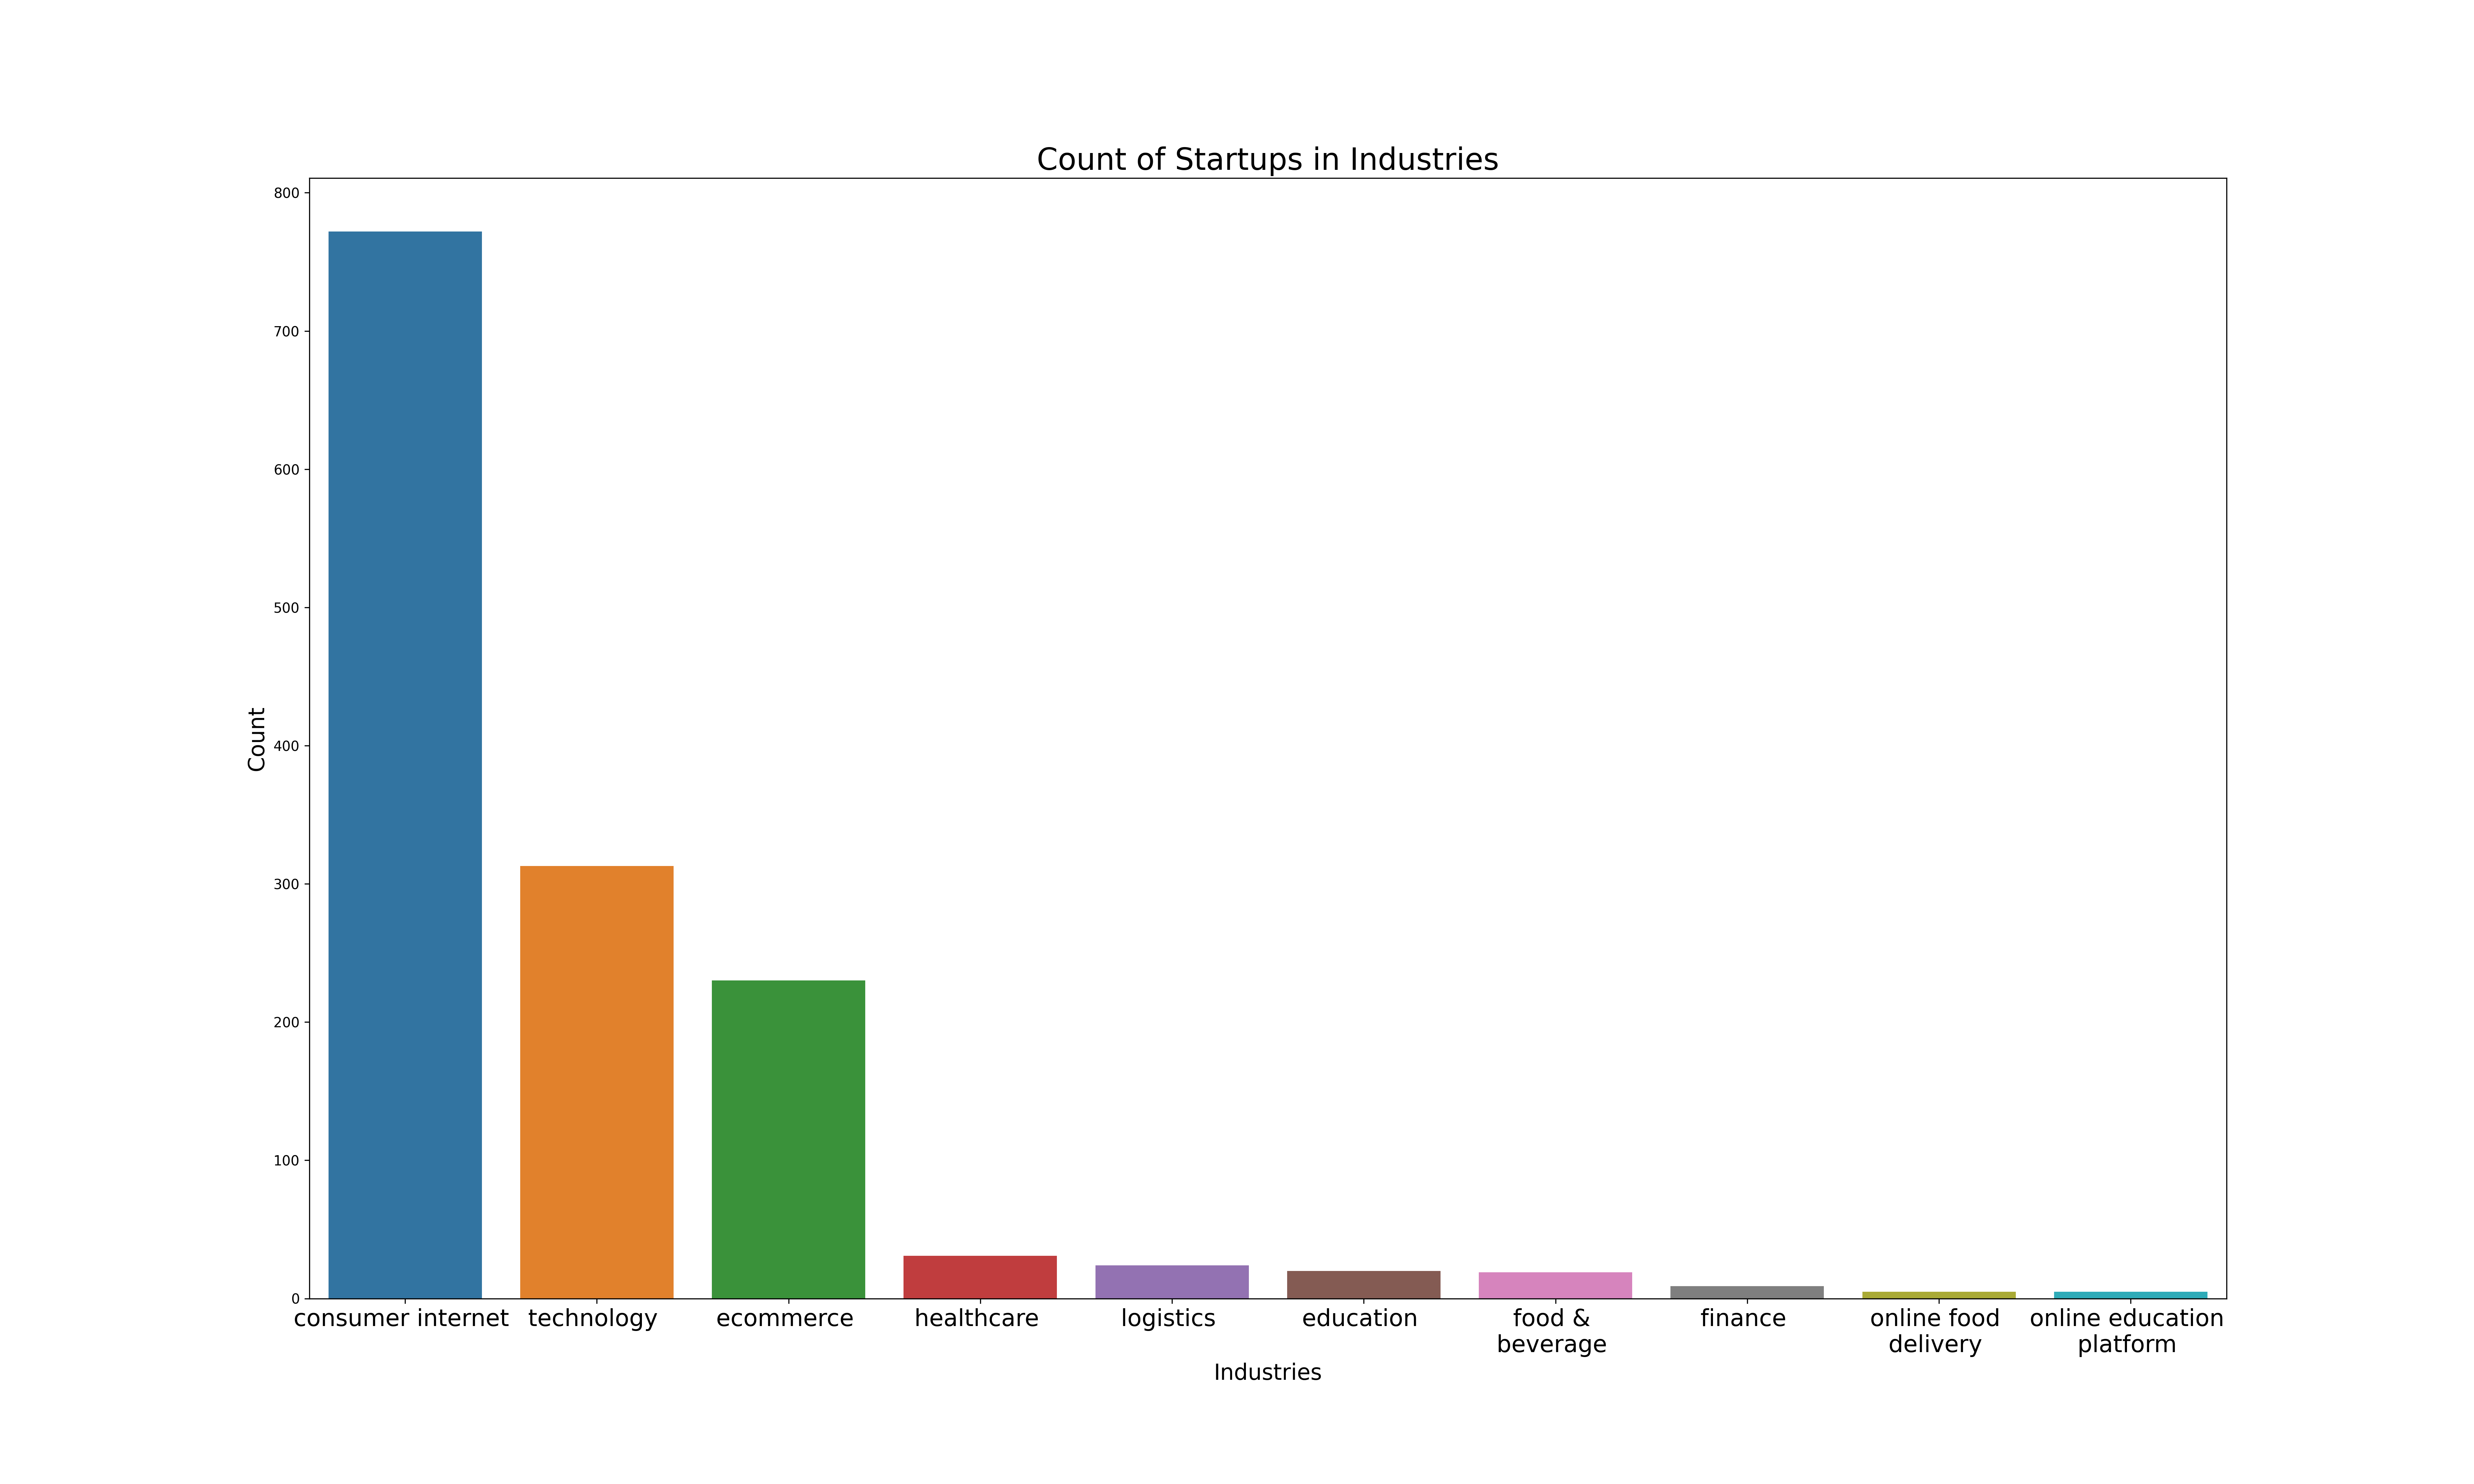 Count of Startups in Industries
800
700
600
500
400
300
200
100
0
Count
consumer internet
technology
ecommerce
healthcare
logistics
education
food &
beverage
finance
online food
delivery
online education
platform
Industries